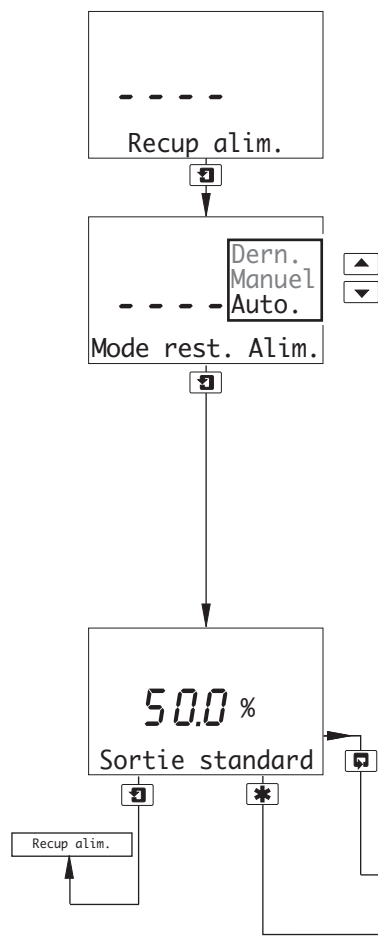 - - - -
Recup alim.
Dern.
Manuel
- - - - Auto.
Mode rest. Alim.
50.0 %
Sortie standard
Recup alim.